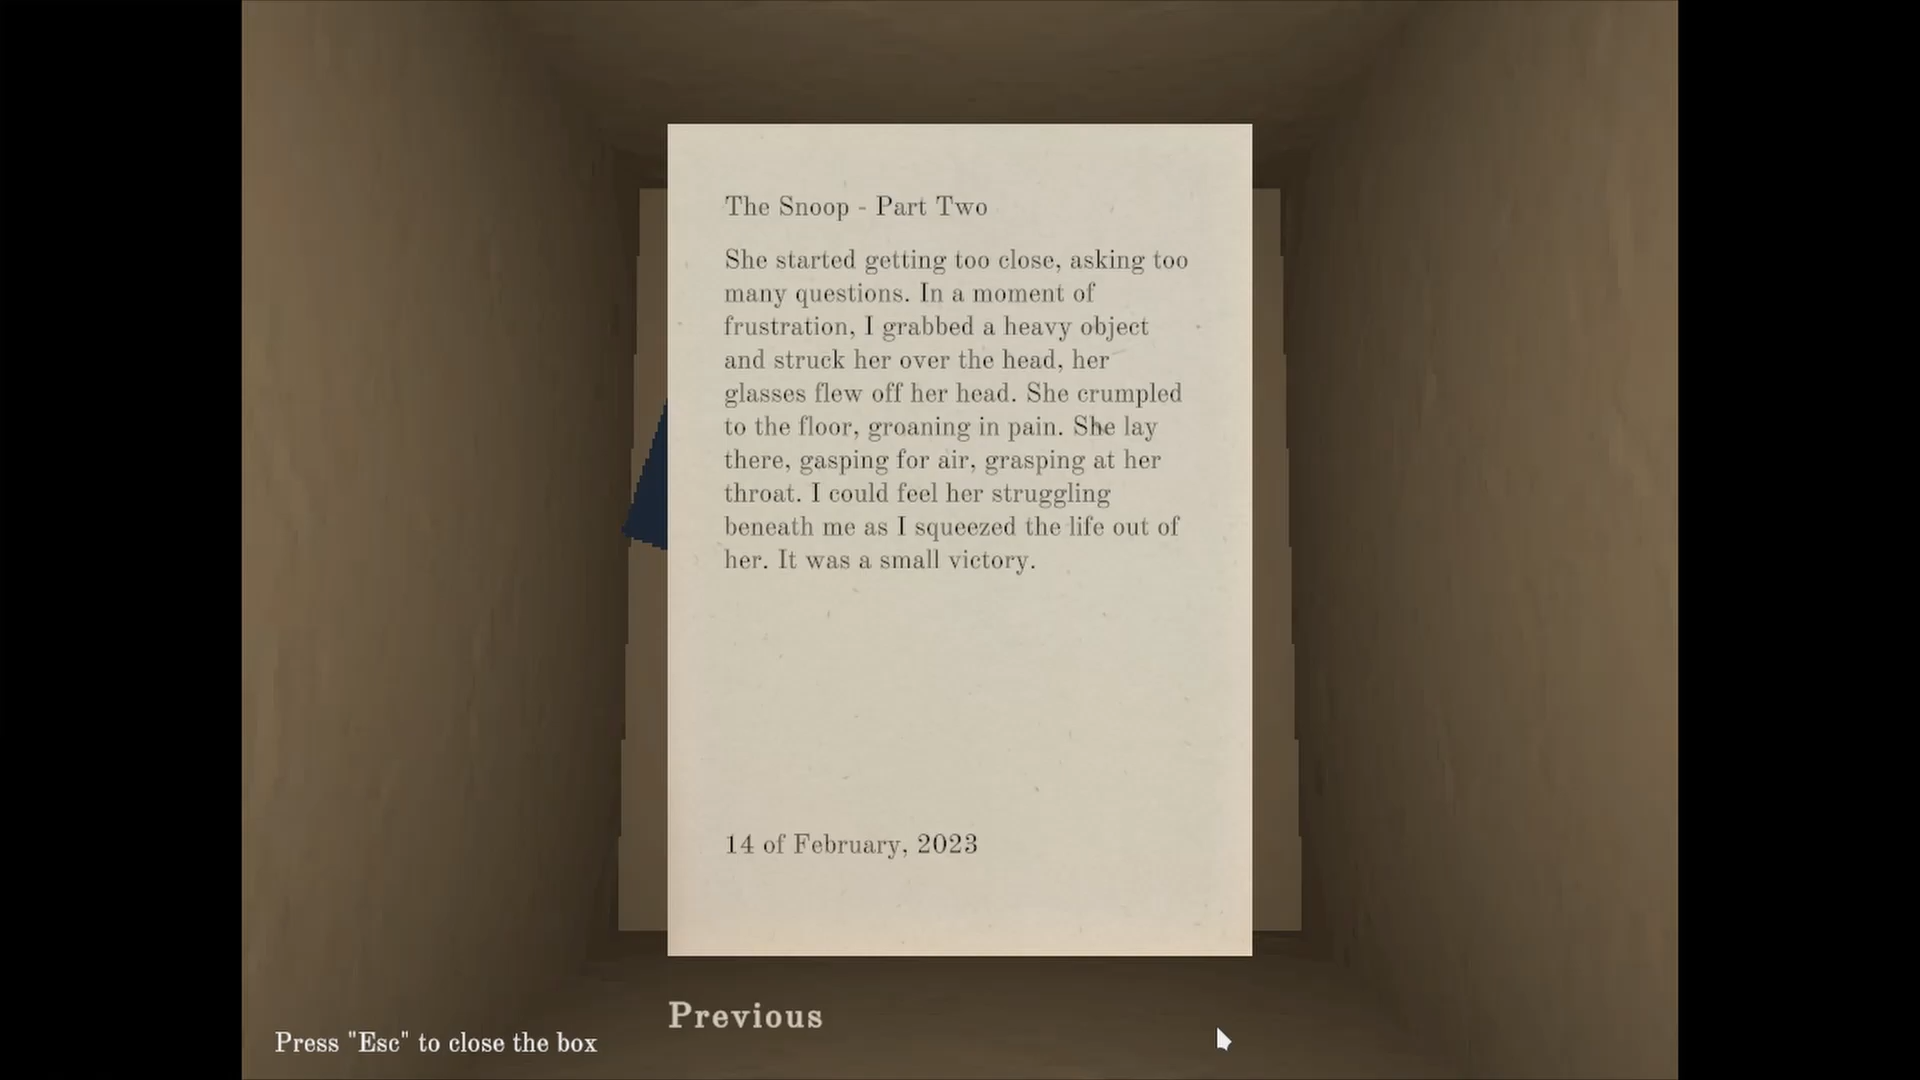 The Snoop - Part Two
She started getting too close, asking too
many questions. In a moment of
frustration, I grabbed a heavy object
and struck her over the head, her
glasses flew off her head. She crumpled
to the floor, groaning in pain. She lay
there, gasping for air, grasping at her
throat. I could feel her struggling
beneath me as I squeezed the life out of
her. It was a small victory.
14 of February, 2023
Previous
Press "Esc" to close the box